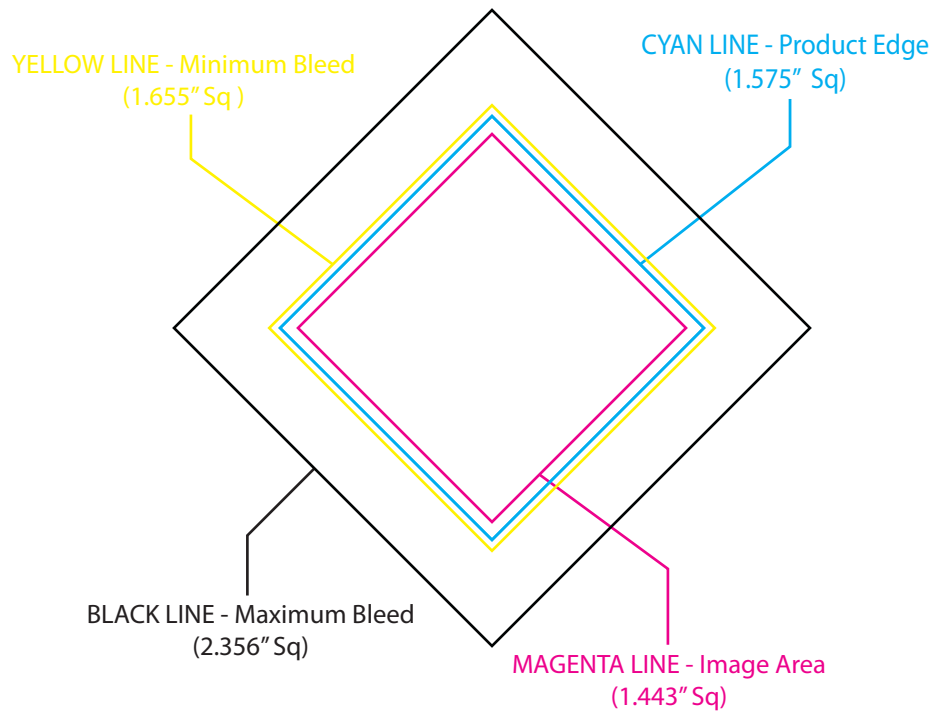 YELLOW LINE - Minimum Bleed
(1.655” Sq )
CYAN LINE - Product Edge
(1.575”  Sq)
BLACK LINE - Maximum Bleed
(2.356” Sq)
MAGENTA LINE - Image Area
(1.443” Sq)